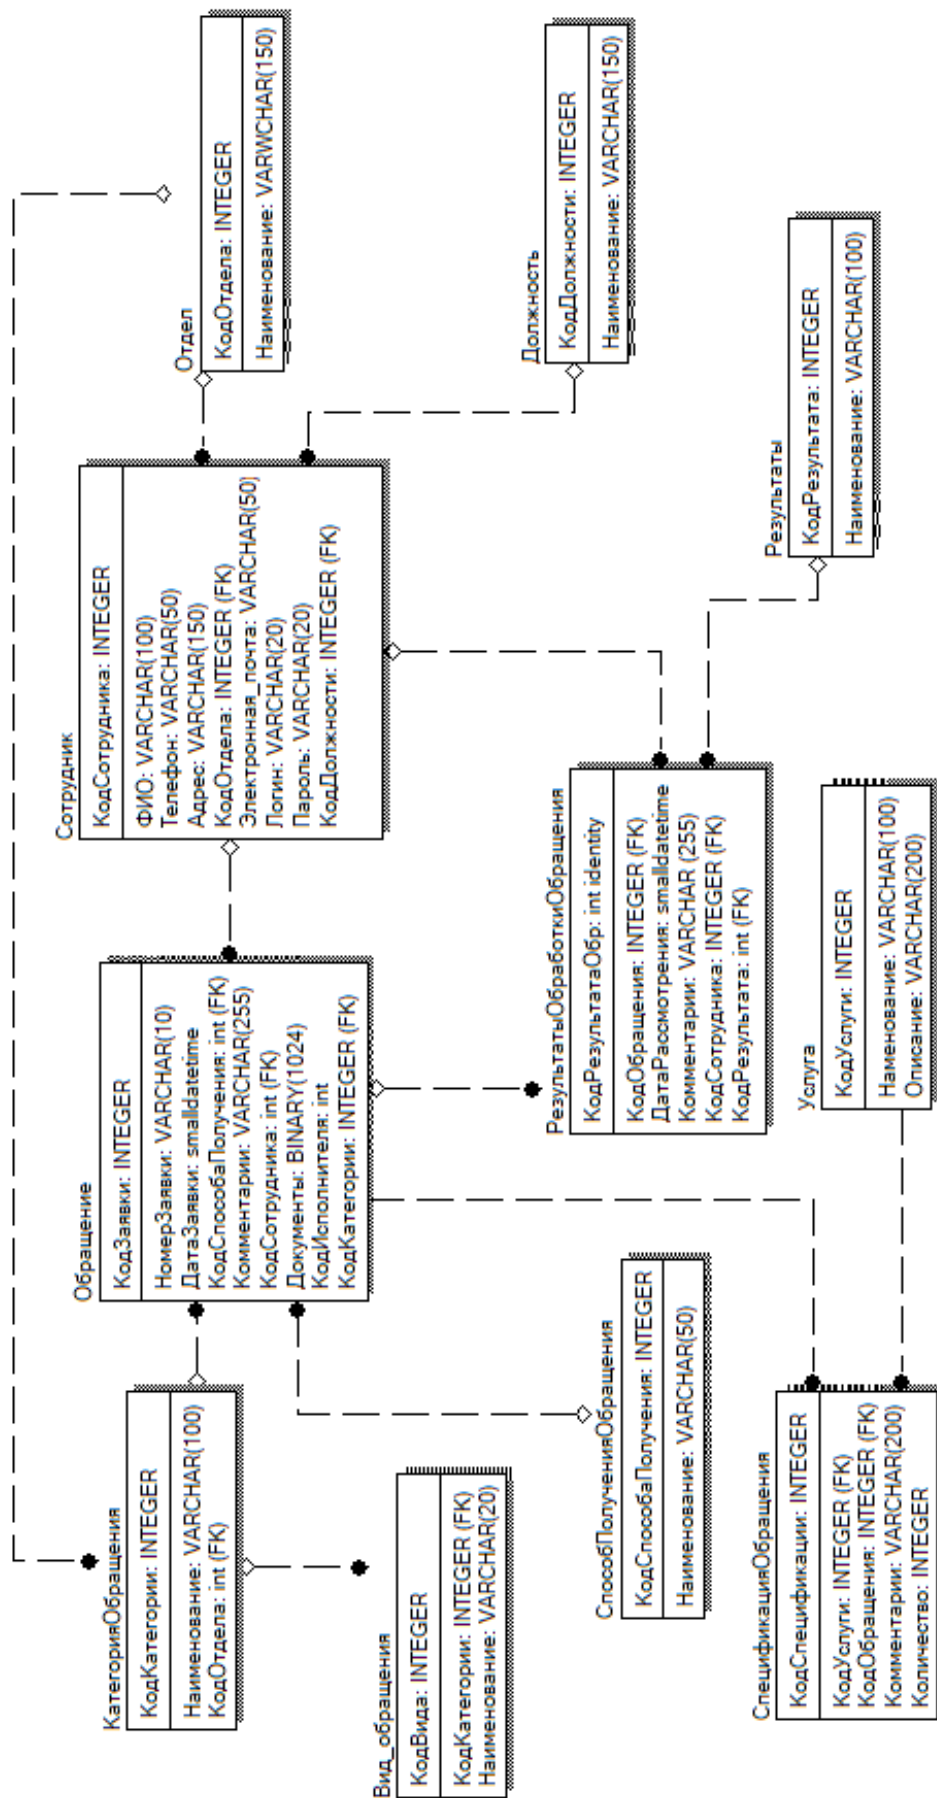 КатегорияОбращения
КодКатегории: INTEGER
Наименование: VARCHAR(100)
КодОтдела: int (FK)
Обращение
КодЗаявки: INTEGER
НомерЗаявки: VARCHAR(10)
ДатаЗаявки: smalldatetime
КодСпособаПолучения: int (FK)
Комментарии: VARCHAR(255)
КодСотрудника: int (FK)
Документы: BINARY(1024)
КодИсполнителя: int
КодКатегории: INTEGER (FK)
Сотрудник
КодСотрудника: INTEGER
ФИО: VARCHAR(100)
Телефон: VARCHAR(50)
Адрес: VARCHAR(150)
КодОтдела: INTEGER (FK)
Электронная_почта: VARCHAR(50)
Логин: VARCHAR(20)
Пароль: VARCHAR(20)
КодДолжности: INTEGER (FK)
Отдел
КодОтдела: INTEGER
Наименование: VARWCHAR(150)
Вид_обращения
КодВида: INTEGER
КодКатегории: INTEGER (FK)
Наименование: VARCHAR(20)
Должность
КодДолжности: INTEGER
Наименование: VARCHAR(150)
СпособПолученияОбращения
КодСпособаПолучения: INTEGER
Наименование: VARCHAR(50)
РезультатыОбработкиОбращения
КодРезультатаОбр: int identity
КодОбращения: INTEGER (FK)
ДатаРассмотрения: smalldatetime
Комментарии: VARCHAR (255)
КодСотрудника: INTEGER (FK)
КодРезультата: int (FK)
Результаты
КодРезультата: INTEGER
Наименование: VARCHAR(100)
СпецификацияОбращения
КодСпецификации: INTEGER
КодУслуги: INTEGER (FK)
КодОбращения: INTEGER (FK)
Комментарии: VARCHAR(200)
Количество: INTEGER
Услуга
КодУслуги: INTEGER
Наменование: VARCHAR(100)
Описание: VARCHAR(200)